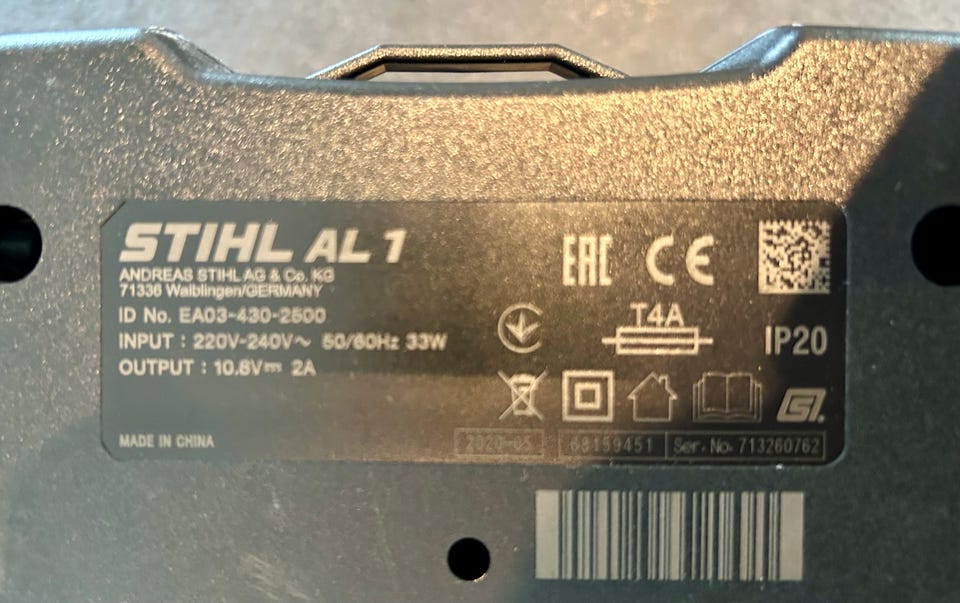 STIHL AL 1
ANDREAS STIHL AG & Co. KG
71336 Waiblingen/GERMANY
ID No. EA03-430-2500
INPUT : 220V-240V~ 50/60Hz 33W
OUTPUT : 10.8V⎓ 2A
MADE IN CHINA
EAC CE
T4A
IP20
2020-05 68159451 Ser.No. 713260762